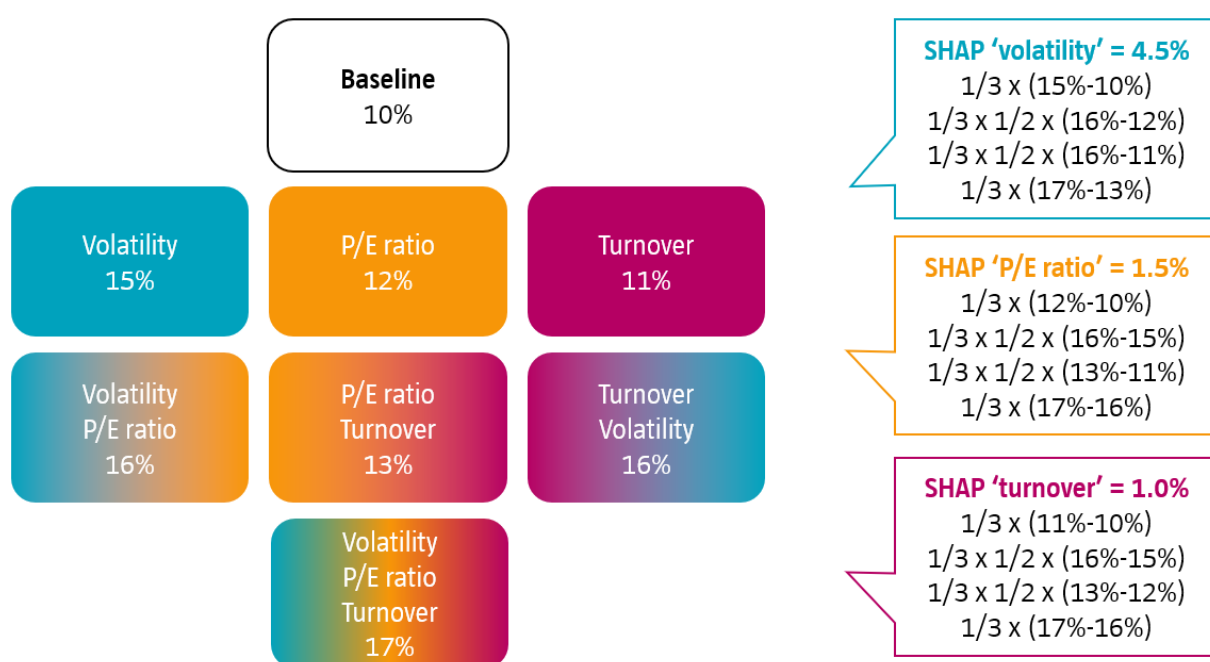 Baseline
10%
Volatility
15%
P/E ratio
12%
Turnover
11%
Volatility
P/E ratio
16%
P/E ratio
Turnover
13%
Turnover
Volatility
16%
Volatility
P/E ratio
Turnover
17%
SHAP ‘volatility’ = 4.5%
1/3 x (15%-10%)
1/3 x 1/2 x (16%-12%)
1/3 x 1/2 x (16%-11%)
1/3 x (17%-13%)
SHAP ‘P/E ratio’ = 1.5%
1/3 x (12%-10%)
1/3 x 1/2 x (16%-15%)
1/3 x 1/2 x (13%-11%)
1/3 x (17%-16%)
SHAP ‘turnover’ = 1.0%
1/3 x (11%-10%)
1/3 x 1/2 x (16%-15%)
1/3 x 1/2 x (13%-12%)
1/3 x (17%-16%)